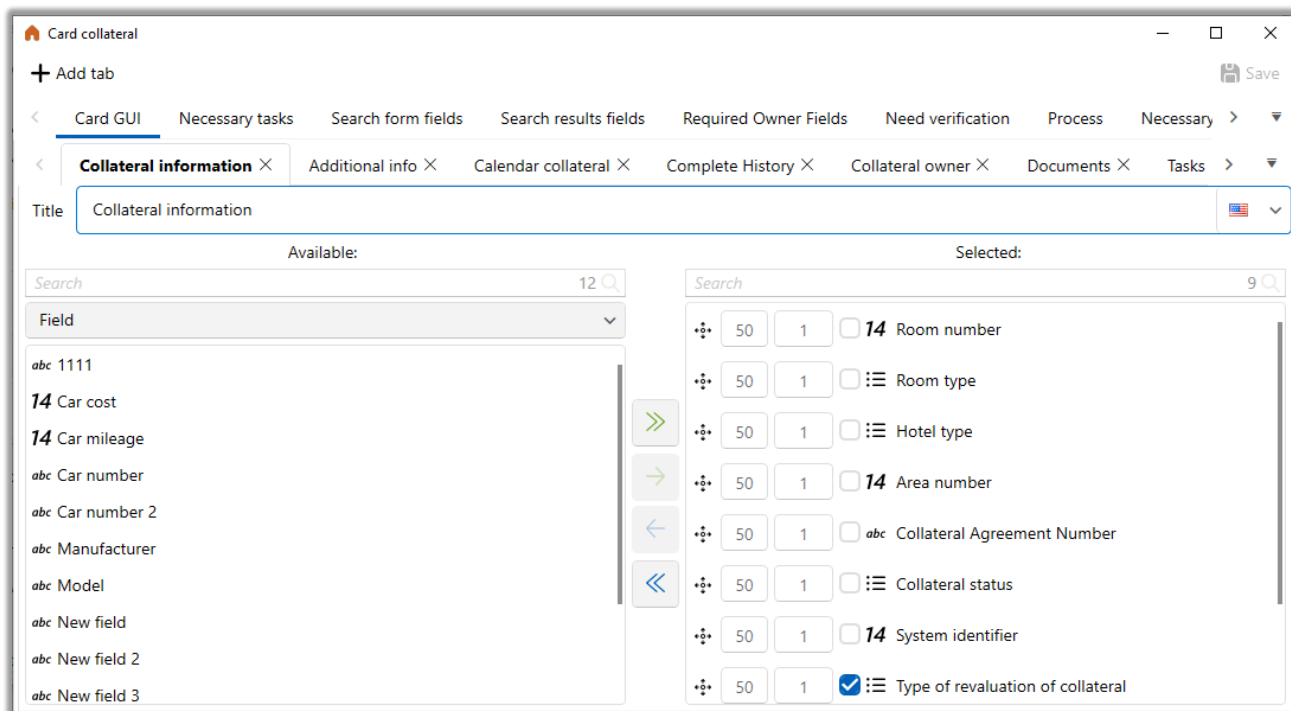 Card collateral
Add tab
Save
Card GUI Necessary tasks Search form fields Search results fields Required Owner Fields Need verification Process Necessary
Collateral information Additional info Calendar collateral Complete History Collateral owner Documents Tasks
Title Collateral information
Available:
Search 12
Field
abc 1111
14 Car cost
14 Car mileage
abc Car number
abc Car number 2
abc Manufacturer
abc Model
abc New field
abc New field 2
abc New field 3
Selected:
Search 9
50 1 14 Room number
50 1 Room type
50 1 Hotel type
50 1 14 Area number
50 1 abc Collateral Agreement Number
50 1 Collateral status
50 1 14 System identifier
50 1 Type of revaluation of collateral